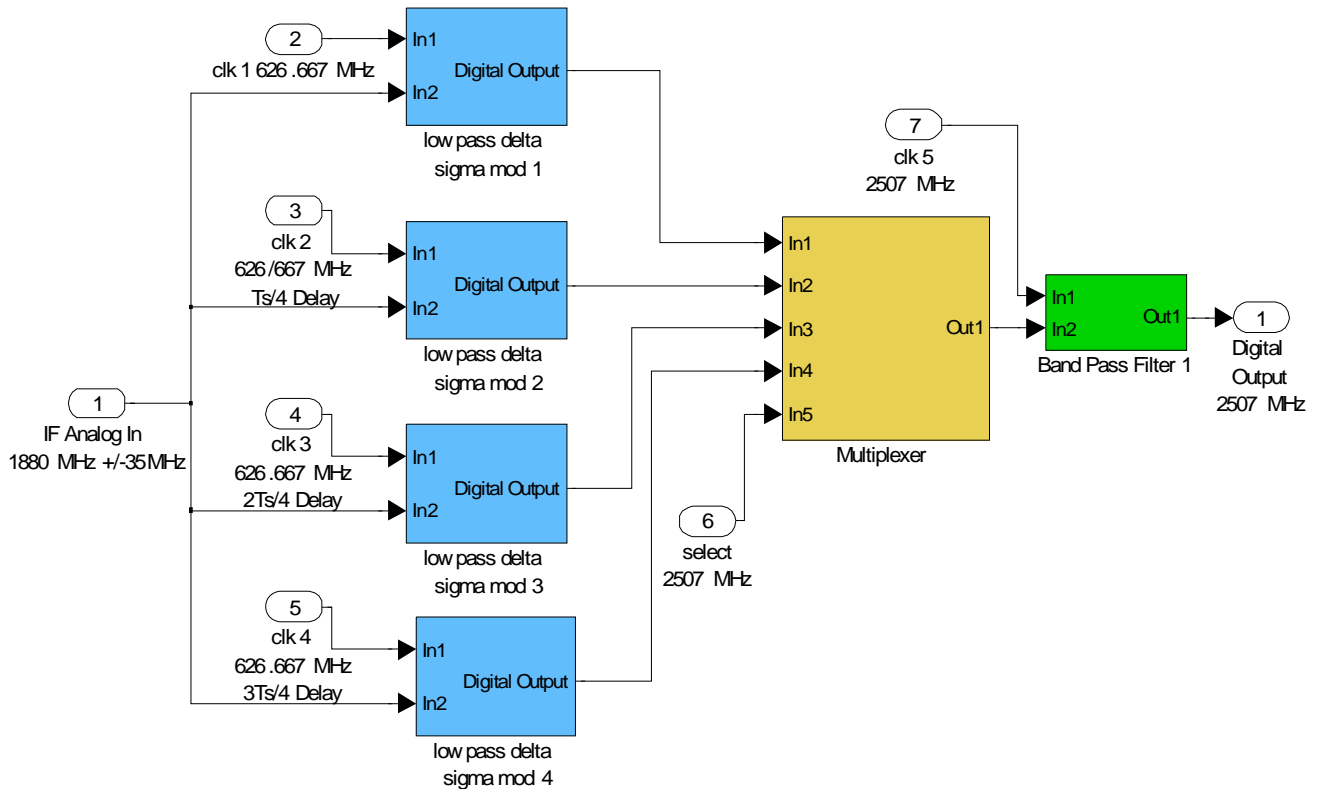 2
clk 1 626 .667 MHz
In1
In2
Digital Output
low pass delta
sigma mod 1
3
clk 2
626 /667 MHz
Ts/4 Delay
In1
In2
Digital Output
low pass delta
sigma mod 2
1
IF Analog In
1880 MHz +/-35MHz
4
clk 3
626 .667 MHz
2Ts/4 Delay
In1
In2
Digital Output
low pass delta
sigma mod 3
5
clk 4
626 .667 MHz
3Ts/4 Delay
In1
In2
Digital Output
low pass delta
sigma mod 4
7
clk 5
2507 MHz
In1
In2
In3
In4
In5
Out1
Multiplexer
6
select
2507 MHz
In1
In2
Out1
Band Pass Filter 1
1
Digital
Output
2507 MHz